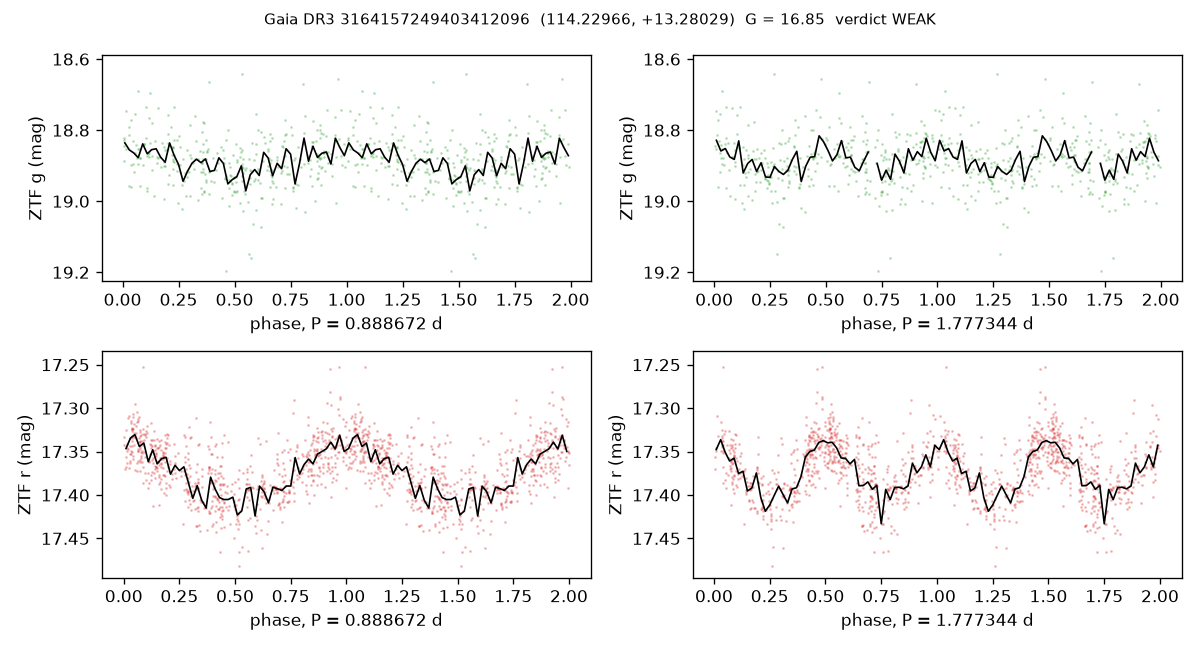 Gaia DR3 3164157249403412096  (114.22966, +13.28029)  G = 16.85  verdict WEAK
ZTF g (mag)
18.6
18.8
19.0
19.2
0.00 0.25 0.50 0.75 1.00 1.25 1.50 1.75 2.00
phase, P = 0.888672 d
ZTF g (mag)
18.6
18.8
19.0
19.2
0.00 0.25 0.50 0.75 1.00 1.25 1.50 1.75 2.00
phase, P = 1.777344 d
ZTF r (mag)
17.25
17.30
17.35
17.40
17.45
0.00 0.25 0.50 0.75 1.00 1.25 1.50 1.75 2.00
phase, P = 0.888672 d
ZTF r (mag)
17.25
17.30
17.35
17.40
17.45
0.00 0.25 0.50 0.75 1.00 1.25 1.50 1.75 2.00
phase, P = 1.777344 d